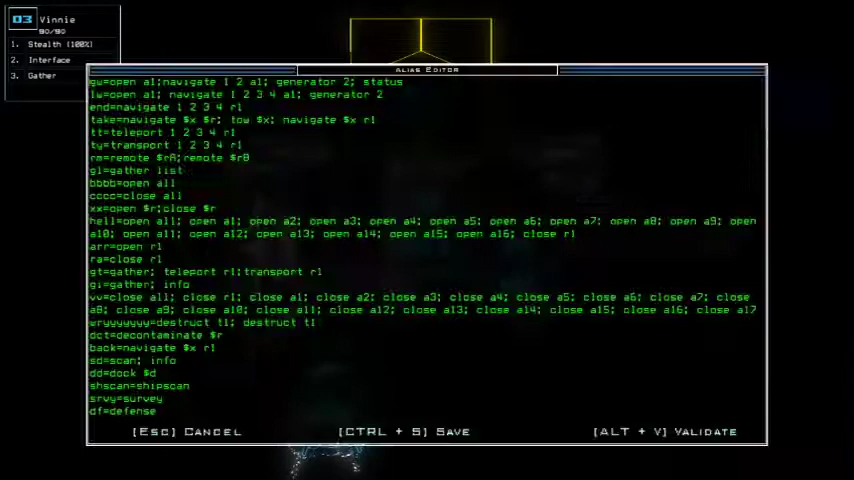 03 Vinnie
90/90
1. Stealth (100%)
2. Interface
3. Gather
Alias Editor
gw=open a1;navigate 1 2 a1; generator 2; status
lw=open a1; navigate 1 2 3 4 a1; generator 2
end=navigate 1 2 3 4 r1
take=navigate $x $r; tow $x; navigate $x r1
tt=teleport 1 2 3 4 r1
ty=transport 1 2 3 4 r1
rm=remote $rA;remote $rB
gl=gather list
bbbb=open all
cccc=close all
xx=open $r;close $r
hell=open all; open a1; open a2; open a3; open a4; open a5; open a6; open a7; open a8; open a9; open
a10; open a11; open a12; open a13; open a14; open a15; open a16; close r1
arr=open r1
ra=close r1
gt=gather; teleport r1;transport r1
gi=gather; info
vv=close all; close r1; close a1; close a2; close a3; close a4; close a5; close a6; close a7; close
a8; close a9; close a10; close a11; close a12; close a13; close a14; close a15; close a16; close a17
wryyyyyyy=destruct t1; destruct t1
dct=decontaminate $r
back=navigate $x r1
sd=scan; info
dd=dock $d
shscan=shipscan
srvy=survey
df=defense
[Esc] Cancel
[CTRL + S] Save
[ALT + V] Validate